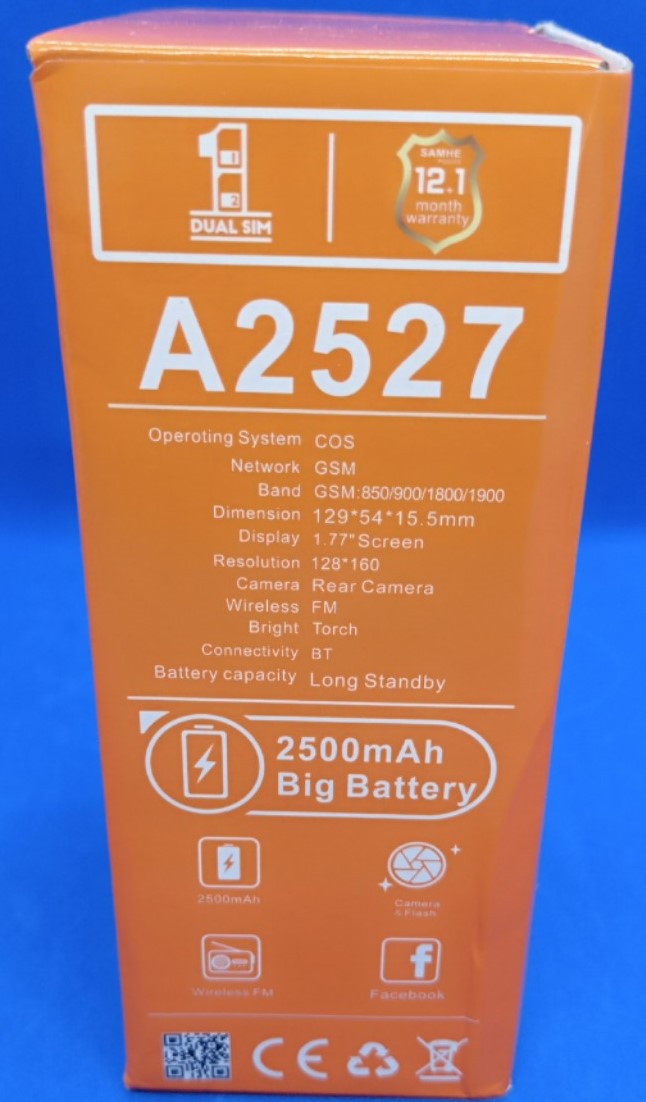 1
1
2
DUAL SIM
SAMHE
12+1
month
warranty
A2527
Operoting System COS
Network GSM
Band GSM:850/900/1800/1900
Dimension 129*54*15.5mm
Display 1.77"Screen
Resolution 128*160
Camera Rear Camera
Wireless FM
Bright Torch
Connectivity BT
Battery capacity Long Standby
2500mAh
Big Battery
2500mAh
Camera
&Flash
Wireless FM
f
Facebook
CE